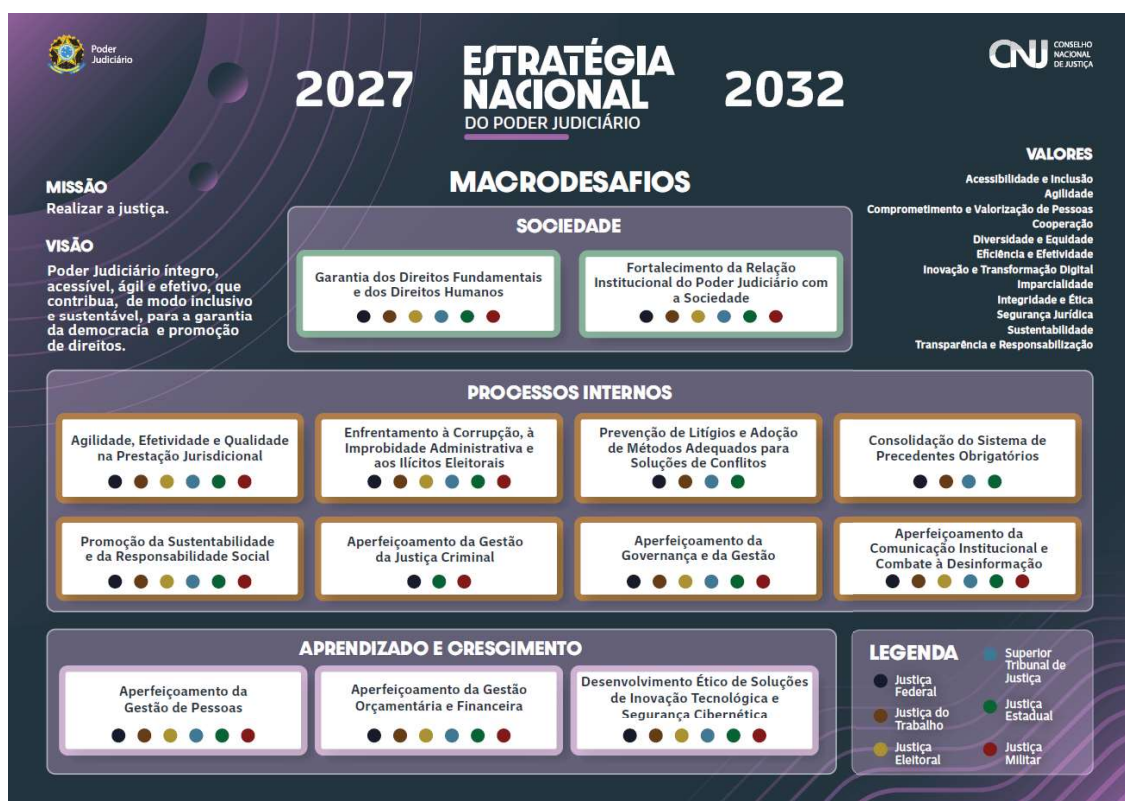 Poder
Judiciário
2027
ESTRATÉGIA
NACIONAL
DO PODER JUDICIÁRIO
2032
CNJ
CONSELHO
NACIONAL
DE JUSTIÇA
MISSÃO
Realizar a justiça.
VISÃO
Poder Judiciário íntegro,
acessível, ágil e efetivo, que
contribua, de modo inclusivo
e sustentável, para a garantia
da democracia e promoção
de direitos.
VALORES
Acessibilidade e Inclusão
Agilidade
Comprometimento e Valorização de Pessoas
Cooperação
Diversidade e Equidade
Eficiência e Efetividade
Inovação e Transformação Digital
Imparcialidade
Integridade e Ética
Segurança Jurídica
Sustentabilidade
Transparência e Responsabilização
MACRODESAFIOS
SOCIEDADE
Garantia dos Direitos Fundamentais
e dos Direitos Humanos
Fortalecimento da Relação
Institucional do Poder Judiciário com
a Sociedade
PROCESSOS INTERNOS
Agilidade, Efetividade e Qualidade
na Prestação Jurisdicional
Enfrentamento à Corrupção, à
Improbidade Administrativa e
aos Ilícitos Eleitorais
Prevenção de Litígios e Adoção
de Métodos Adequados para
Soluções de Conflitos
Consolidação do Sistema de
Precedentes Obrigatórios
Promoção da Sustentabilidade
e da Responsabilidade Social
Aperfeiçoamento da Gestão
da Justiça Criminal
Aperfeiçoamento da
Governança e da Gestão
Aperfeiçoamento da
Comunicação Institucional e
Combate à Desinformação
APRENDIZADO E CRESCIMENTO
Aperfeiçoamento da
Gestão de Pessoas
Aperfeiçoamento da Gestão
Orçamentária e Financeira
Desenvolvimento Ético de Soluções
de Inovação Tecnológica e
Segurança Cibernética
LEGENDA
Justiça
Federal
Justiça do
Trabalho
Justiça
Eleitoral
Superior
Tribunal de
Justiça
Justiça
Estadual
Justiça
Militar